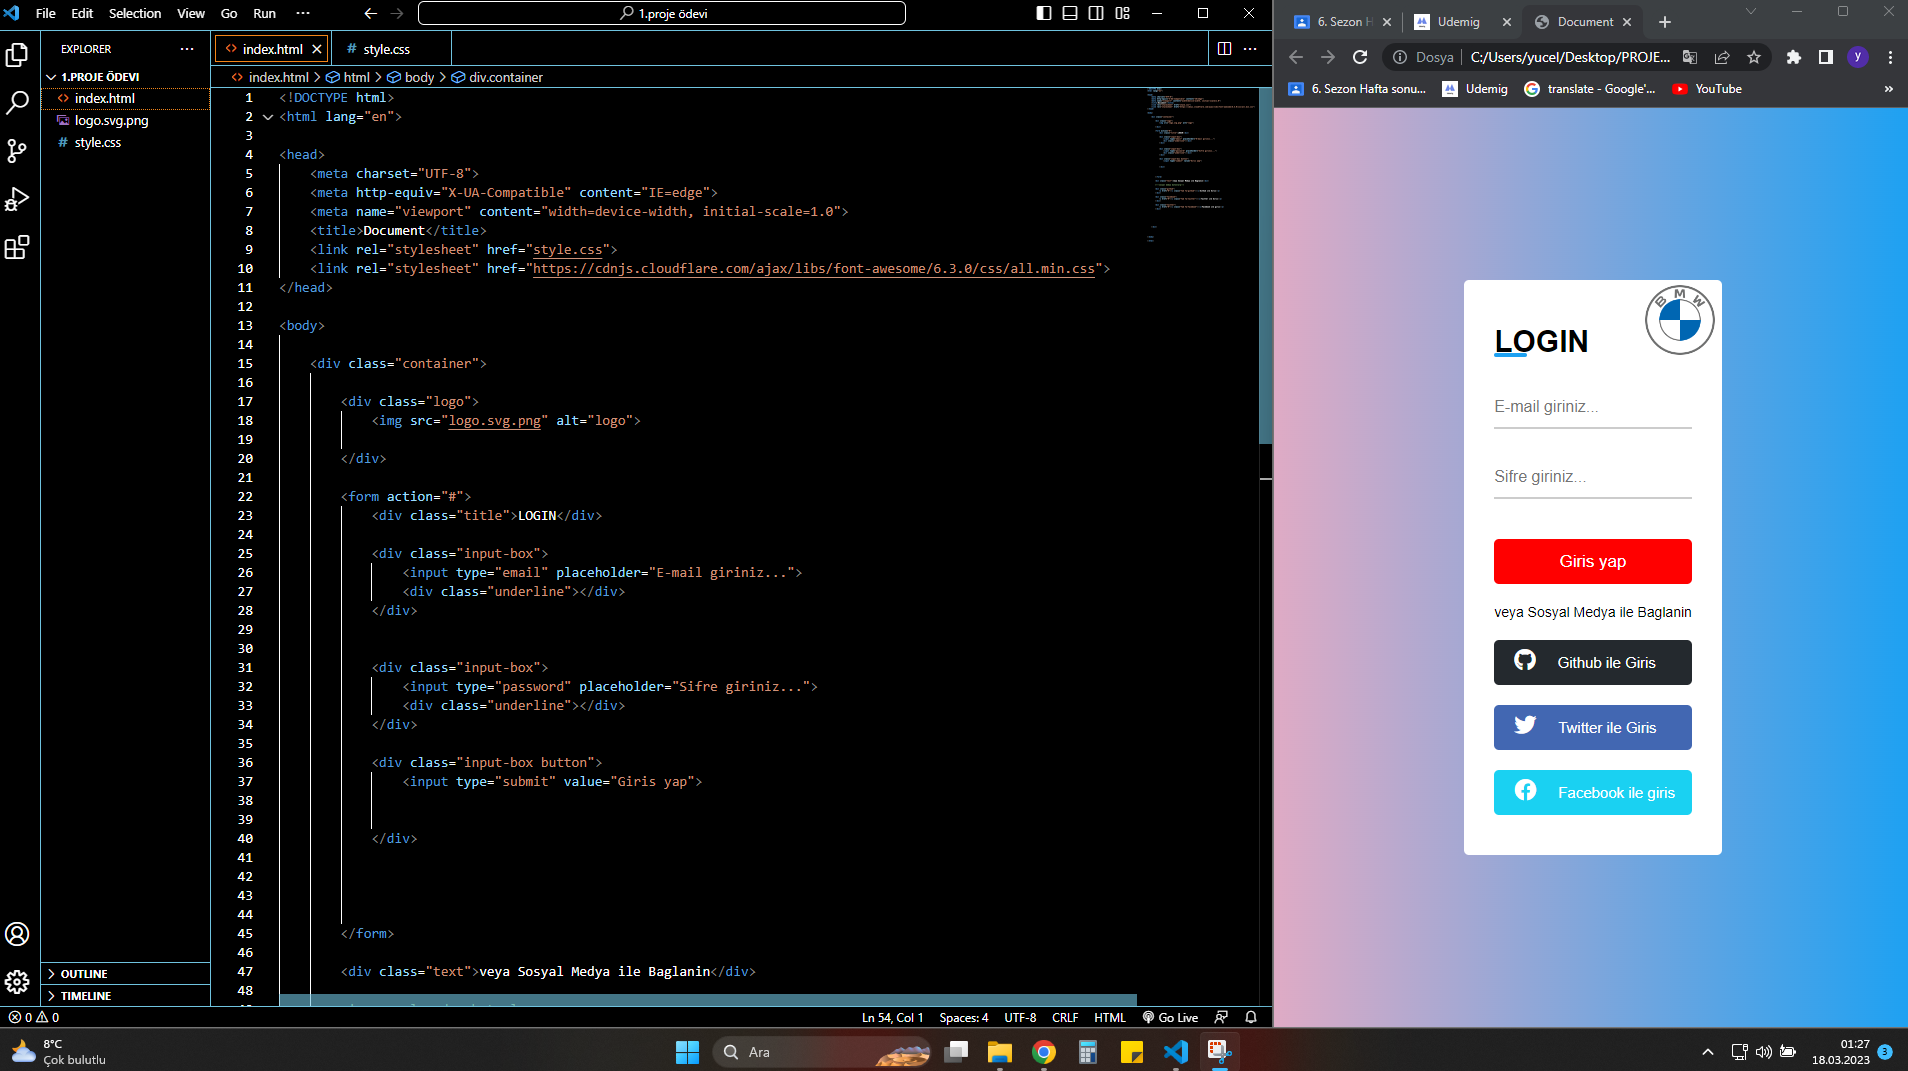 File Edit Selection View Go Run ···
1.proje ödevi
EXPLORER
1.PROJE ÖDEVI
index.html
logo.svg.png
style.css
OUTLINE
TIMELINE
index.html
style.css
index.html > html > body > div.container
1 <!DOCTYPE html>
2 <html lang="en">
3
4 <head>
5 <meta charset="UTF-8">
6 <meta http-equiv="X-UA-Compatible" content="IE=edge">
7 <meta name="viewport" content="width=device-width, initial-scale=1.0">
8 <title>Document</title>
9 <link rel="stylesheet" href="style.css">
10 <link rel="stylesheet" href="https://cdnjs.cloudflare.com/ajax/libs/font-awesome/6.3.0/css/all.min.css">
11 </head>
12
13 <body>
14
15 <div class="container">
16
17 <div class="logo">
18 <img src="logo.svg.png" alt="logo">
19
20 </div>
21
22 <form action="#">
23 <div class="title">LOGIN</div>
24
25 <div class="input-box">
26 <input type="email" placeholder="E-mail giriniz...">
27 <div class="underline"></div>
28 </div>
29
30
31 <div class="input-box">
32 <input type="password" placeholder="Sifre giriniz...">
33 <div class="underline"></div>
34 </div>
35
36 <div class="input-box button">
37 <input type="submit" value="Giris yap">
38
39
40 </div>
41
42
43
44
45 </form>
46
47 <div class="text">veya Sosyal Medya ile Baglanin</div>
48
0 0
Ln 54, Col 1 Spaces: 4 UTF-8 CRLF HTML Go Live
6. Sezon H
Udemig
Document
Dosya C:/Users/yucel/Desktop/PROJE...
y
6. Sezon Hafta sonu... Udemig translate - Google'... YouTube »
BMW
LOGIN
E-mail giriniz...
Sifre giriniz...
Giris yap
veya Sosyal Medya ile Baglanin
Github ile Giris
Twitter ile Giris
Facebook ile giris
8°C
Çok bulutlu
Ara
01:27
18.03.2023
3